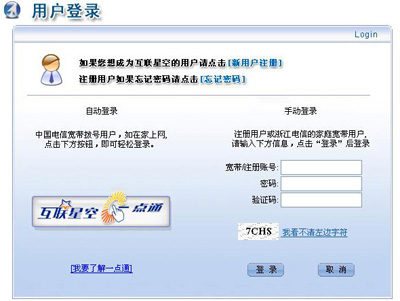 用户登录
Login
如果您想成为互联星空的用户请点击[新用户注册]
注册用户如果忘记密码请点击[忘记密码]
自动登录
中国电信宽带拨号用户，如在家上网，
点击下方按钮，即可轻松登录。
互联星空 一点通
[我要了解一点通]
手动登录
注册用户或浙江电信的家庭宽带用户，
请输入下方信息，点击“登录”后登录
宽带/注册账号:
密码:
验证码:
7CHS 我看不清左边字符
登 录 取 消